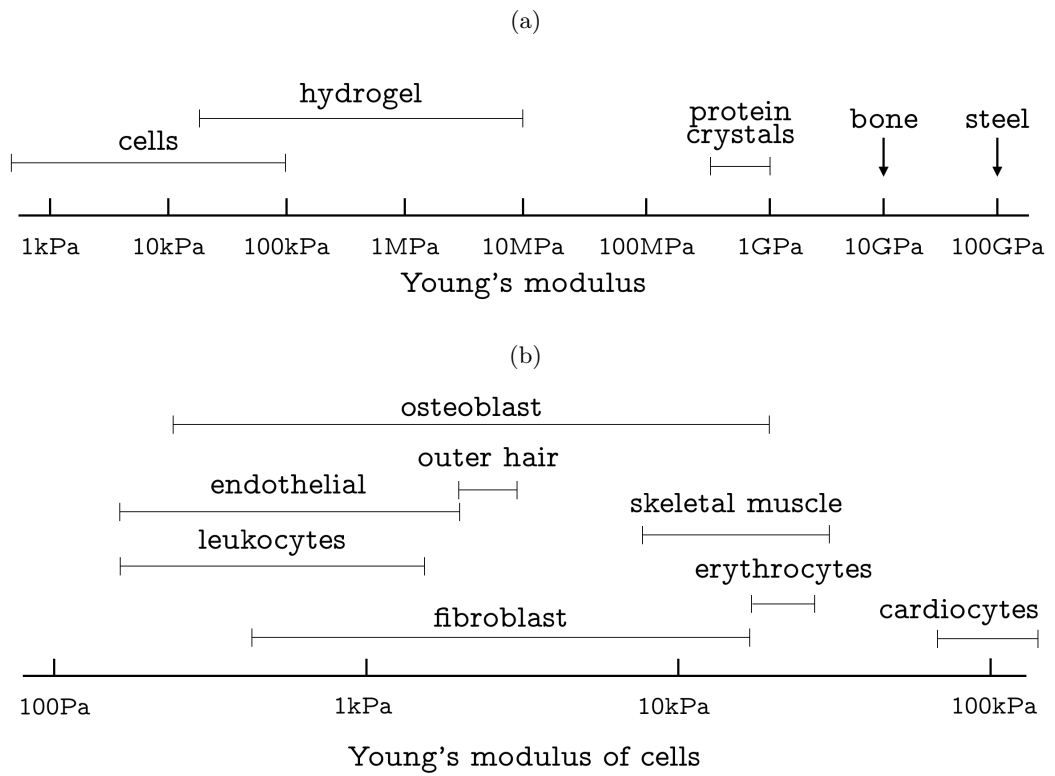 (a)
hydrogel
protein
crystals
bone
steel
cells
1kPa 10kPa 100kPa 1MPa 10MPa 100MPa 1GPa 10GPa 100GPa
Young's modulus
(b)
osteoblast
outer hair
endothelial
skeletal muscle
leukocytes
erythrocytes
cardiocytes
fibroblast
100Pa 1kPa 10kPa 100kPa
Young's modulus of cells